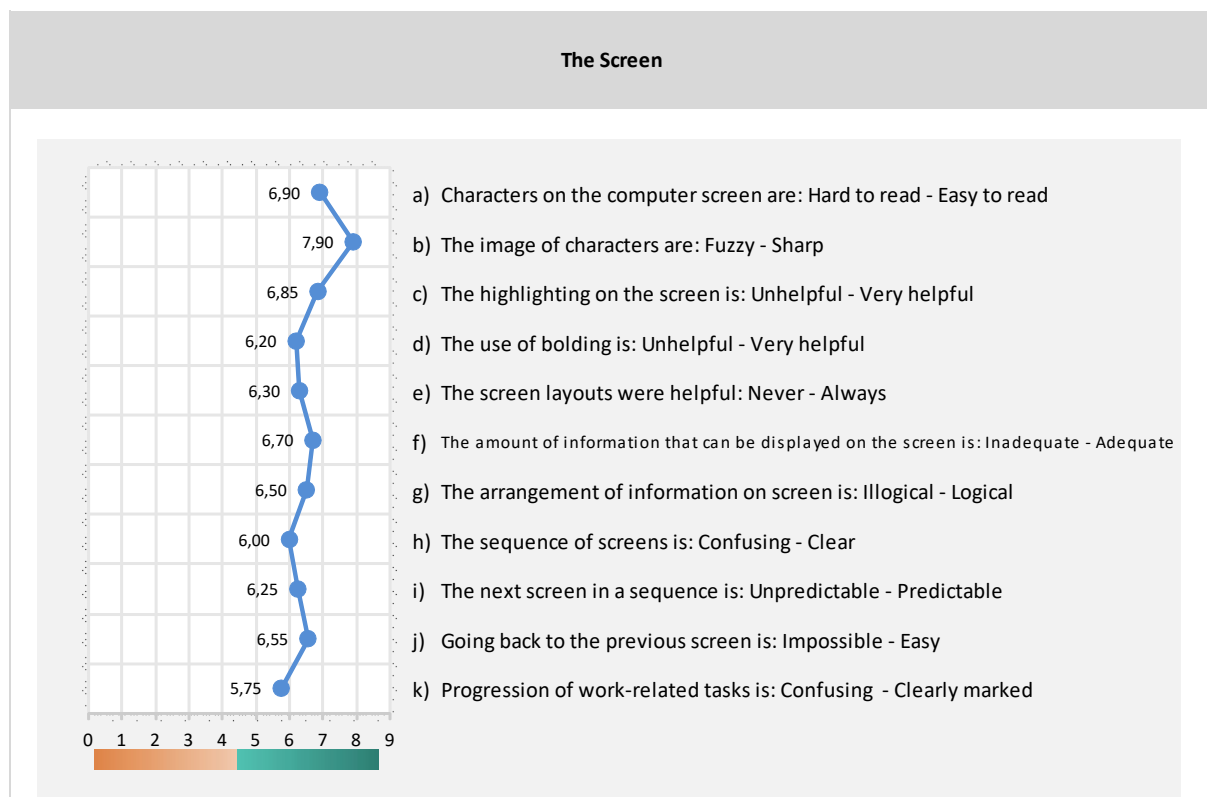 The Screen
6,90 a) Characters on the computer screen are: Hard to read - Easy to read
7,90 b) The image of characters are: Fuzzy - Sharp
6,85 c) The highlighting on the screen is: Unhelpful - Very helpful
6,20 d) The use of bolding is: Unhelpful - Very helpful
6,30 e) The screen layouts were helpful: Never - Always
6,70 f) The amount of information that can be displayed on the screen is: Inadequate - Adequate
6,50 g) The arrangement of information on screen is: Illogical - Logical
6,00 h) The sequence of screens is: Confusing - Clear
6,25 i) The next screen in a sequence is: Unpredictable - Predictable
6,55 j) Going back to the previous screen is: Impossible - Easy
5,75 k) Progression of work-related tasks is: Confusing - Clearly marked
0 1 2 3 4 5 6 7 8 9